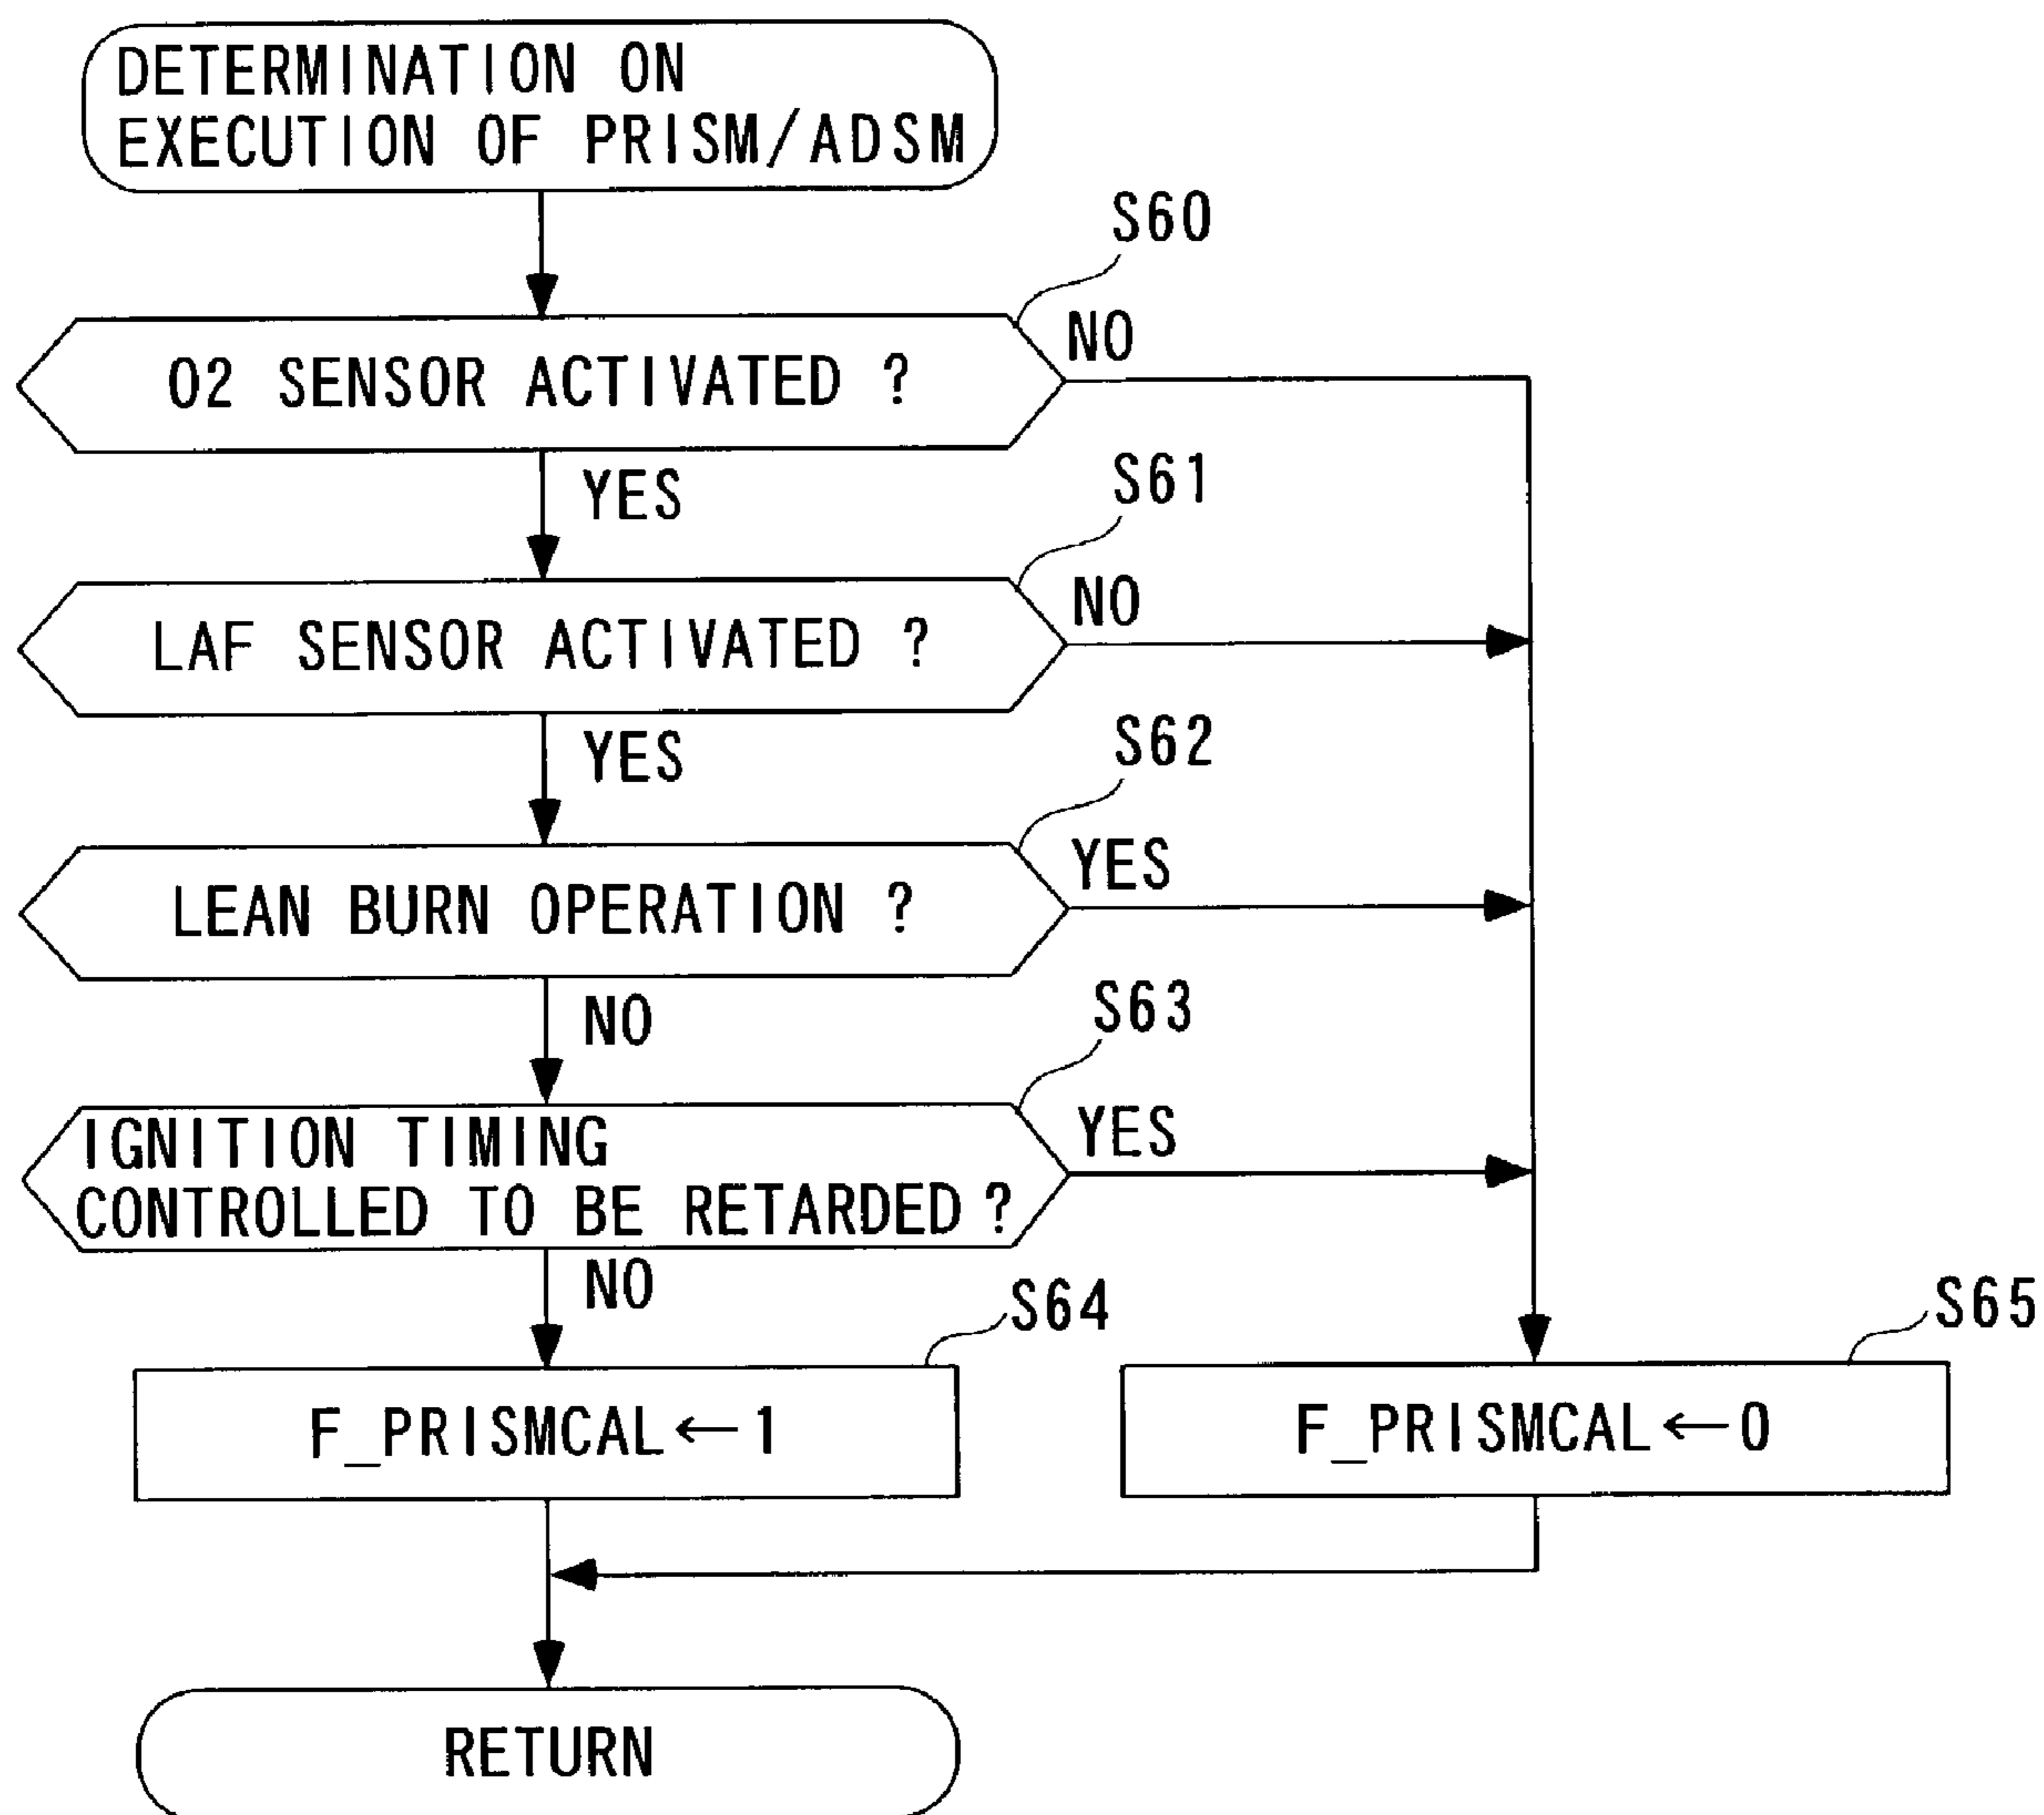 DETERMINATION ON
EXECUTION OF PRISM/ADSM
S60
O2 SENSOR ACTIVATED ?
NO
YES
S61
LAF SENSOR ACTIVATED ?
NO
YES
S62
LEAN BURN OPERATION ?
YES
NO
S63
IGNITION TIMING
CONTROLLED TO BE RETARDED ?
YES
NO
S64
F_PRISMCAL←1
S65
F_PRISMCAL←0
RETURN